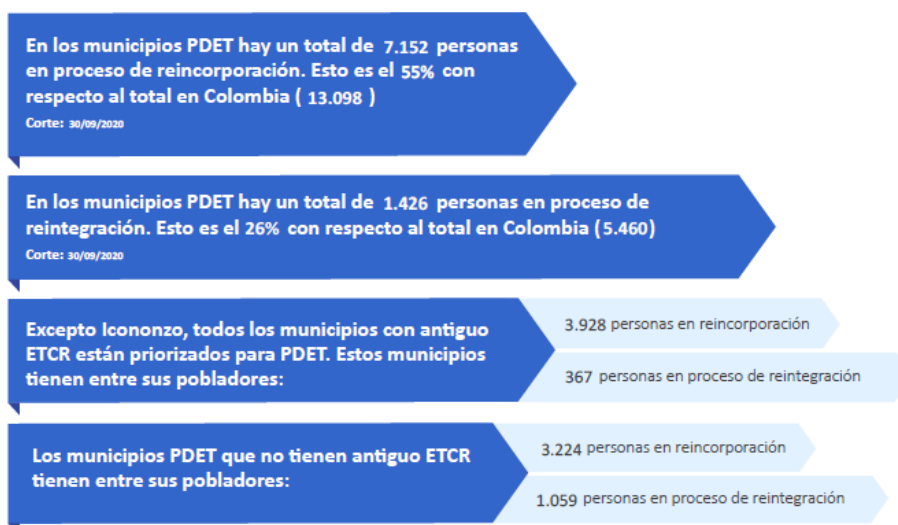 En los municipios PDET hay un total de 7.152 personas
en proceso de reincorporación. Esto es el 55% con
respecto al total en Colombia ( 13.098 )
Corte: 30/09/2020
En los municipios PDET hay un total de 1.426 personas en proceso de
reintegración. Esto es el 26% con respecto al total en Colombia (5.460)
Corte: 30/09/2020
Excepto Icononzo, todos los municipios con antiguo
ETCR están priorizados para PDET. Estos municipios
tienen entre sus pobladores:
3.928 personas en reincorporación
367 personas en proceso de reintegración
Los municipios PDET que no tienen antiguo ETCR
tienen entre sus pobladores:
3.224 personas en reincorporación
1.059 personas en proceso de reintegración